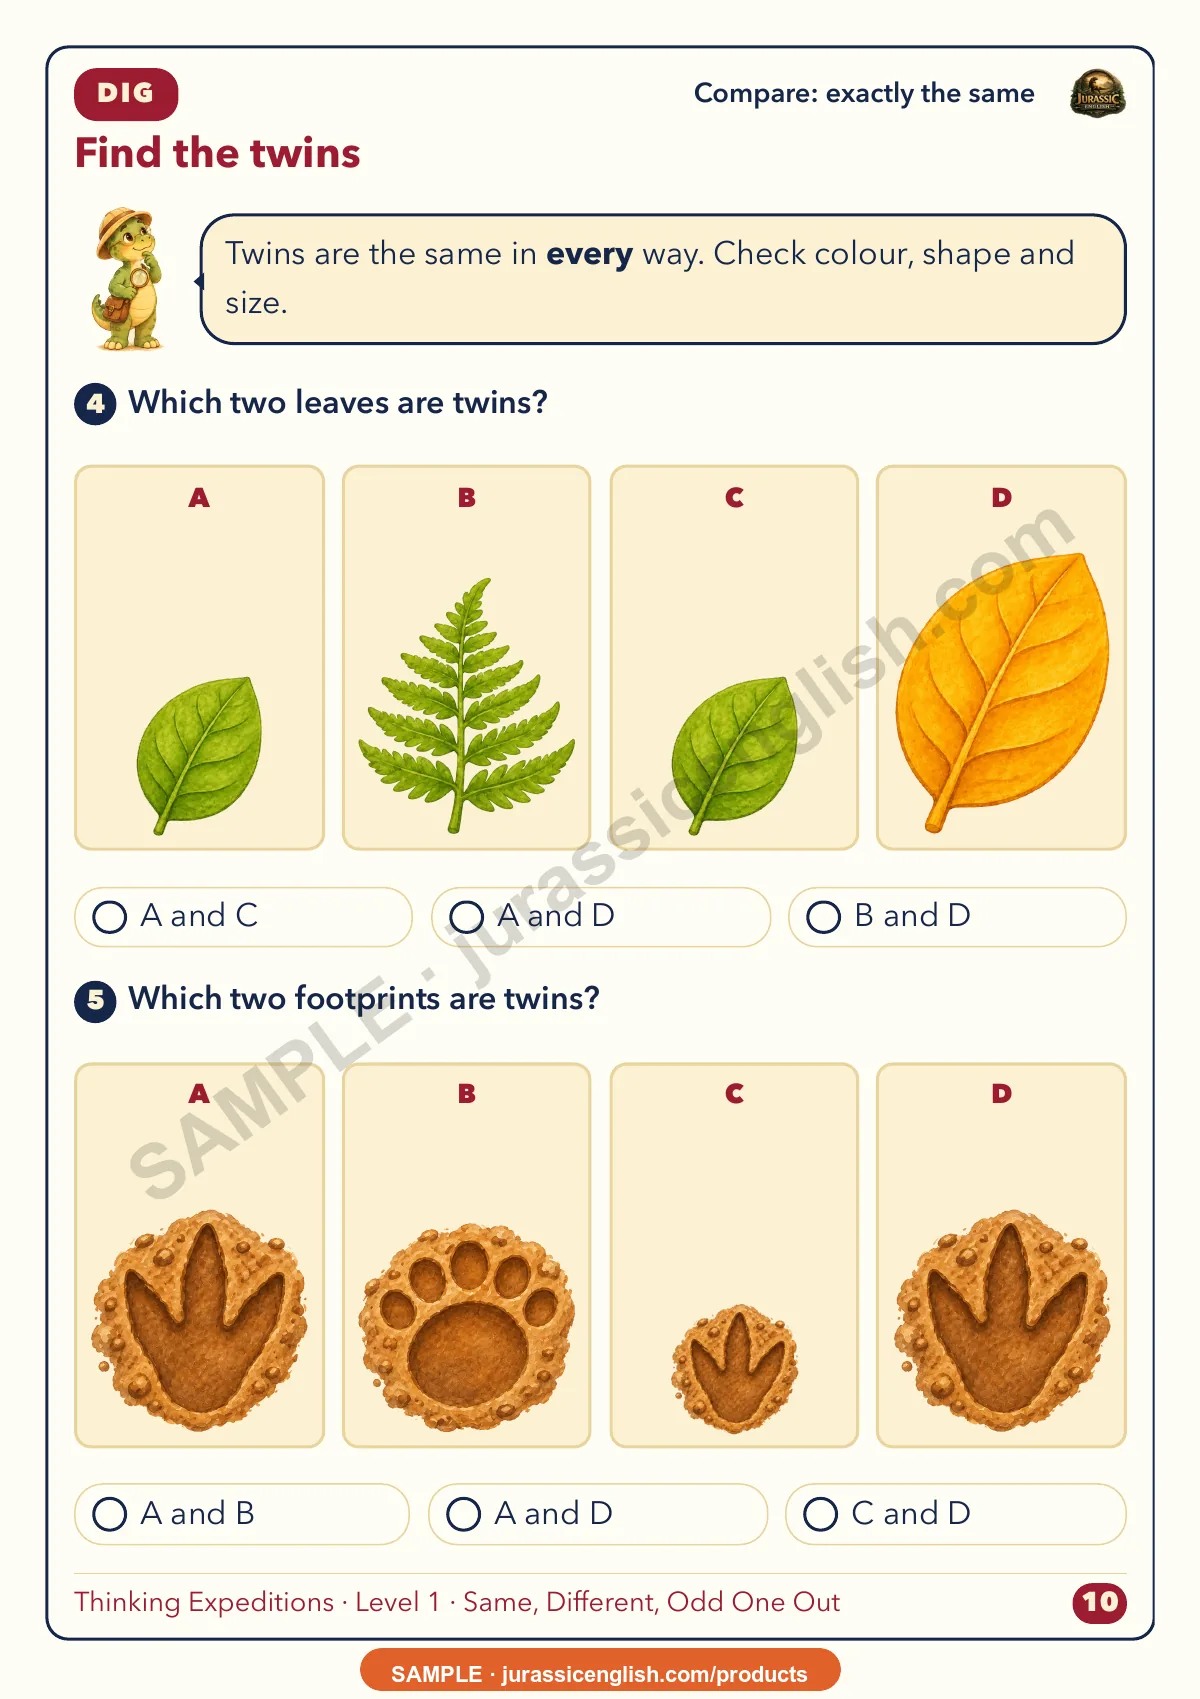 DIG
Compare: exactly the same
JURASSIC
ENGLISH
Find the twins
Twins are the same in every way. Check colour, shape and
size.
4 Which two leaves are twins?
A B C D
A and C A and D B and D
5 Which two footprints are twins?
A B C D
A and B A and D C and D
SAMPLE · jurassicenglish.com
Thinking Expeditions · Level 1 · Same, Different, Odd One Out 10
SAMPLE · jurassicenglish.com/products